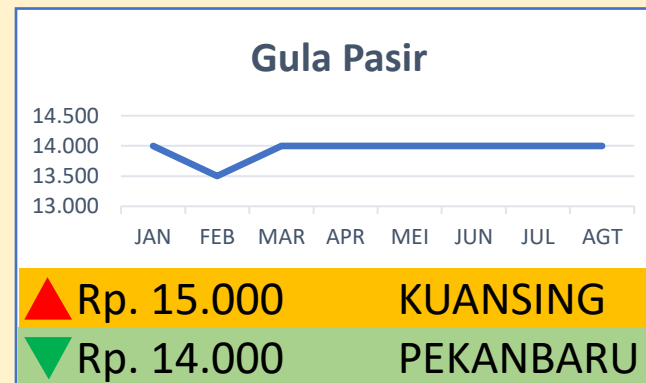 Gula Pasir
14.500
14.000
13.500
13.000
JAN FEB MAR APR MEI JUN JUL AGT
Rp. 15.000 KUANSING
Rp. 14.000 PEKANBARU